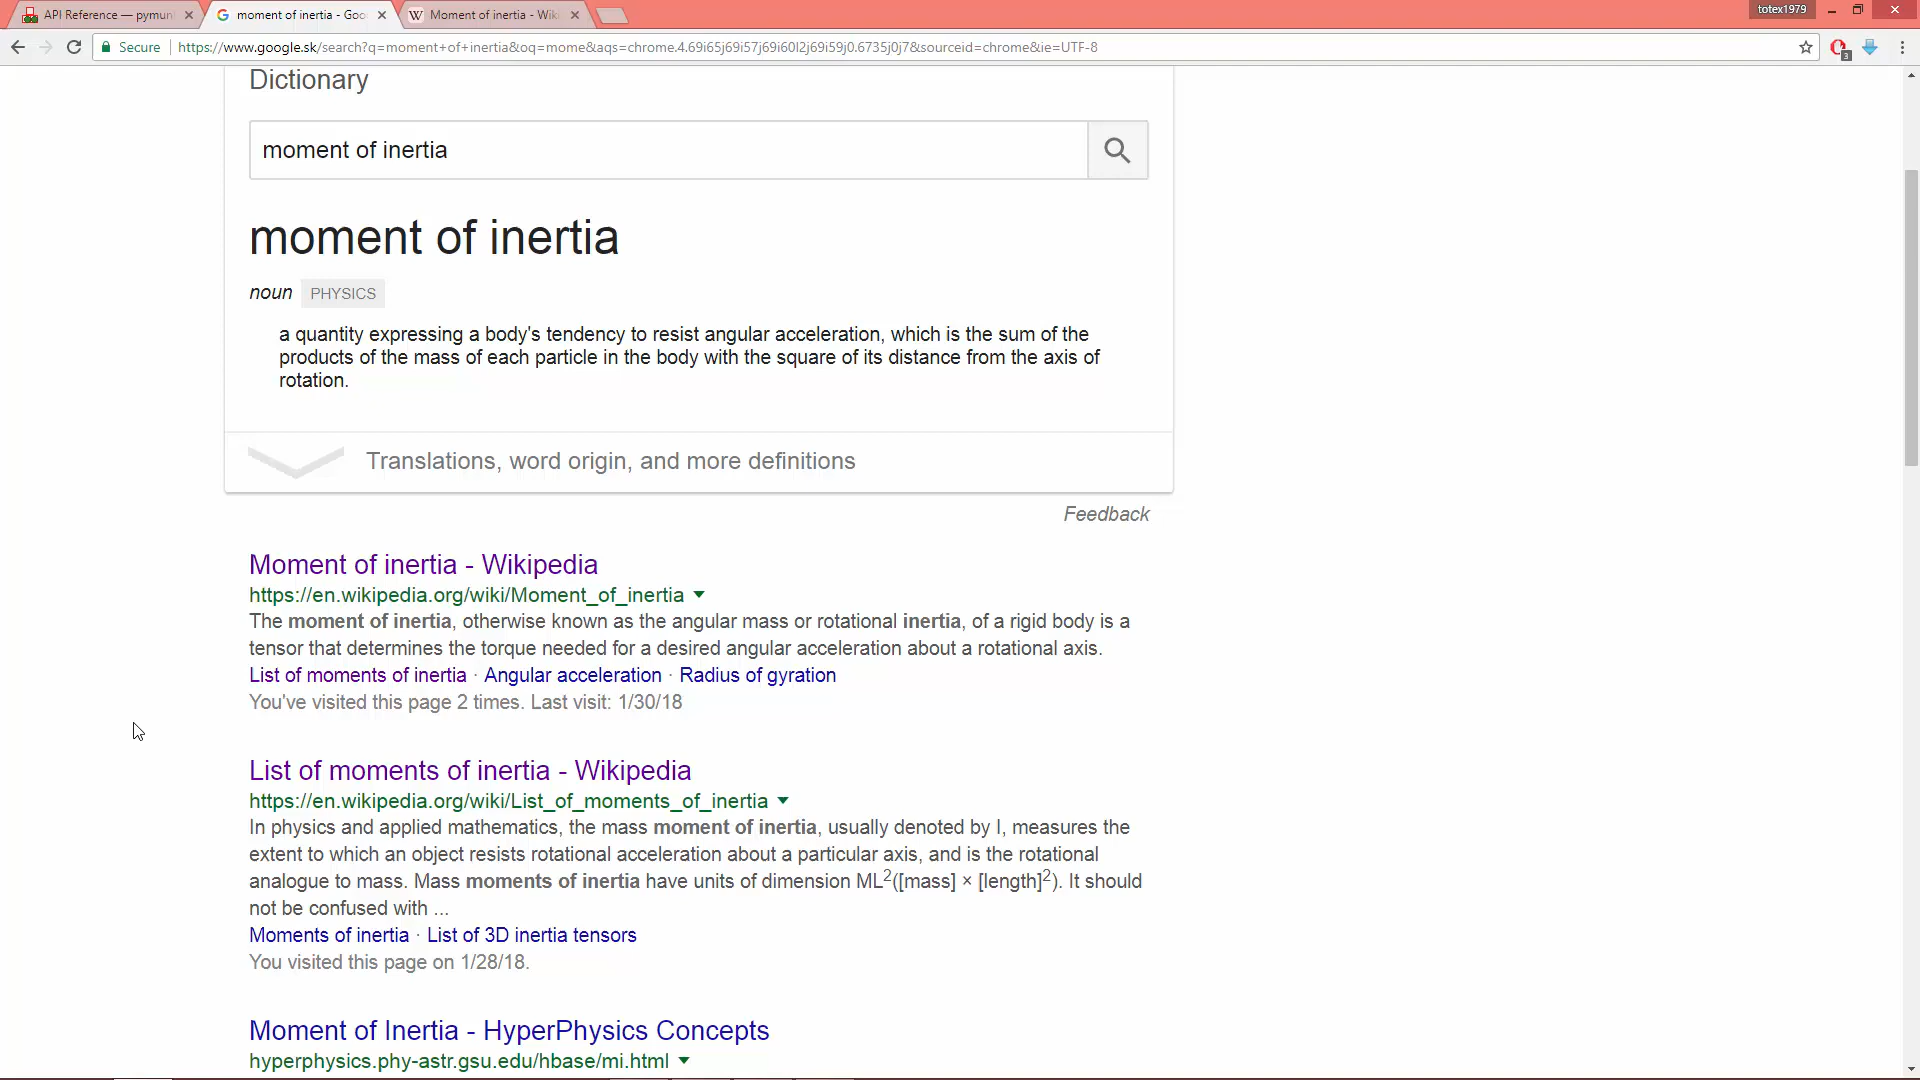 API Reference — pymun
moment of inertia - Goo
Moment of inertia - Wik
totex1979
Secure
https://www.google.sk/search?q=moment+of+inertia&oq=mome&aqs=chrome.4.69i65j69i57j69i60l2j69i59j0.6735j0j7&sourceid=chrome&ie=UTF-8
3
Dictionary
moment of inertia
moment of inertia
noun PHYSICS
a quantity expressing a body's tendency to resist angular acceleration, which is the sum of the
products of the mass of each particle in the body with the square of its distance from the axis of
rotation.
Translations, word origin, and more definitions
Feedback
Moment of inertia - Wikipedia
https://en.wikipedia.org/wiki/Moment_of_inertia
The moment of inertia, otherwise known as the angular mass or rotational inertia, of a rigid body is a
tensor that determines the torque needed for a desired angular acceleration about a rotational axis.
List of moments of inertia · Angular acceleration · Radius of gyration
You've visited this page 2 times. Last visit: 1/30/18
List of moments of inertia - Wikipedia
https://en.wikipedia.org/wiki/List_of_moments_of_inertia
In physics and applied mathematics, the mass moment of inertia, usually denoted by I, measures the
extent to which an object resists rotational acceleration about a particular axis, and is the rotational
analogue to mass. Mass moments of inertia have units of dimension ML²([mass] × [length]²). It should
not be confused with ...
Moments of inertia · List of 3D inertia tensors
You visited this page on 1/28/18.
Moment of Inertia - HyperPhysics Concepts
hyperphysics.phy-astr.gsu.edu/hbase/mi.html